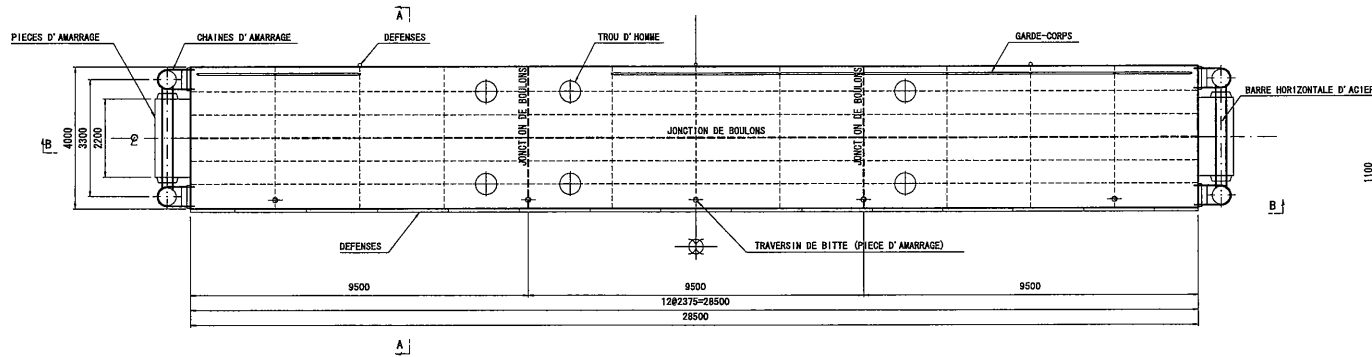 A
PIECES D'AMARRAGE
CHAINES D'AMARRAGE
DEFENSES
TROU D'HOMME
GARDE-CORPS
BARRE HORIZONTALE D'ACIER
JONCTION DE BOULONS
JONCTION DE BOULONS
JONCTION DE BOULONS
B
4000
3300
2200
1100
B
DEFENSES
TRAVERSIN DE BITTE (PIECE D'AMARRAGE)
9500
9500
9500
12@2375=28500
28500
A